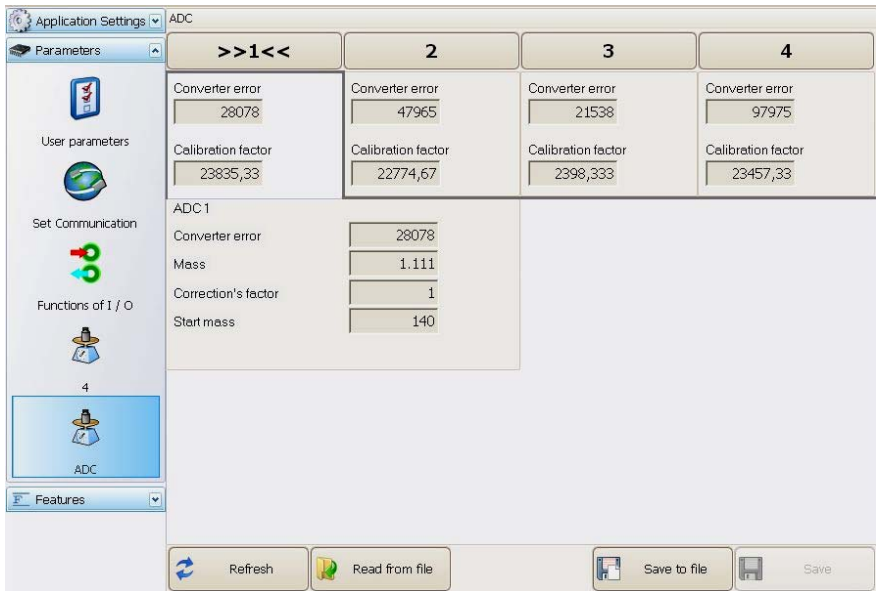 Application Settings
ADC
Parameters
>>1<<
2
3
4
Converter error
Converter error
Converter error
Converter error
28078
47965
21538
97975
User parameters
Calibration factor
Calibration factor
Calibration factor
Calibration factor
23835,33
22774,67
2398,333
23457,33
Set Communication
ADC 1
Converter error
28078
Mass
1.111
Correction's factor
1
Start mass
140
Functions of I / O
4
ADC
F Features
Refresh
Read from file
Save to file
Save